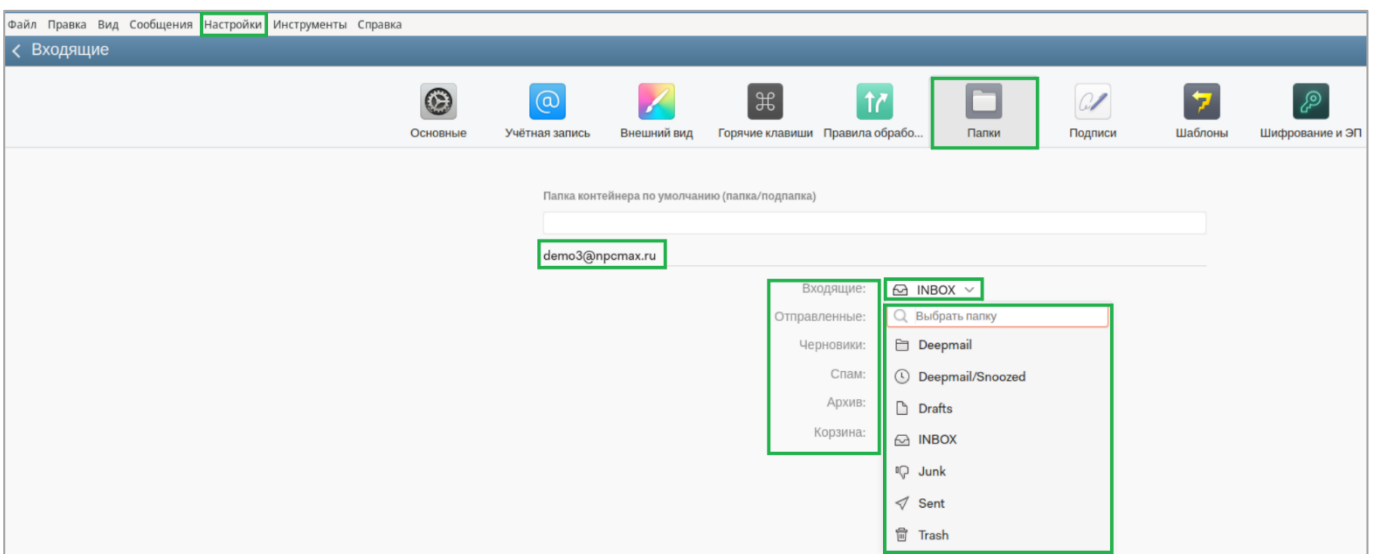 Файл Правка Вид Сообщения Настройки Инструменты Справка
Входящие
Основные Учётная запись Внешний вид Горячие клавиши Правила обрабо... Папки Подписи Шаблоны Шифрование и ЭП
Папка контейнера по умолчанию (папка/подпапка)
demo3@npcmax.ru
Входящие: INBOX
Отправленные: Выбрать папку
Черновики: Deepmail
Спам: Deepmail/Snoozed
Архив: Drafts
Корзина: INBOX
Junk
Sent
Trash